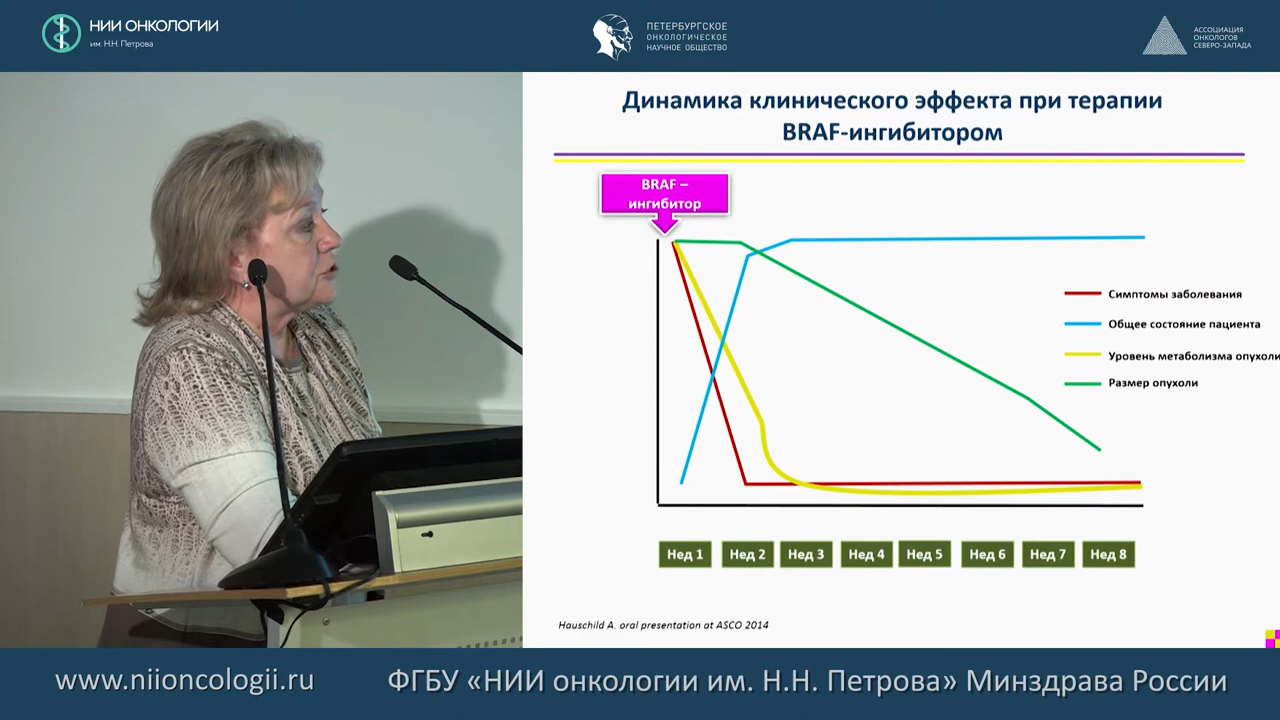 НИИ ОНКОЛОГИИ
им. Н.Н. Петрова
ПЕТЕРБУРГСКОЕ
ОНКОЛОГИЧЕСКОЕ
НАУЧНОЕ ОБЩЕСТВО
АССОЦИАЦИЯ
ОНКОЛОГОВ
СЕВЕРО-ЗАПАДА
Динамика клинического эффекта при терапии
BRAF-ингибитором
BRAF –
ингибитор
Симптомы заболевания
Общее состояние пациента
Уровень метаболизма опухоли
Размер опухоли
Нед 1
Нед 2
Нед 3
Нед 4
Нед 5
Нед 6
Нед 7
Нед 8
Hauschild A. oral presentation at ASCO 2014
www.niioncologii.ru
ФГБУ «НИИ онкологии им. Н.Н. Петрова» Минздрава России